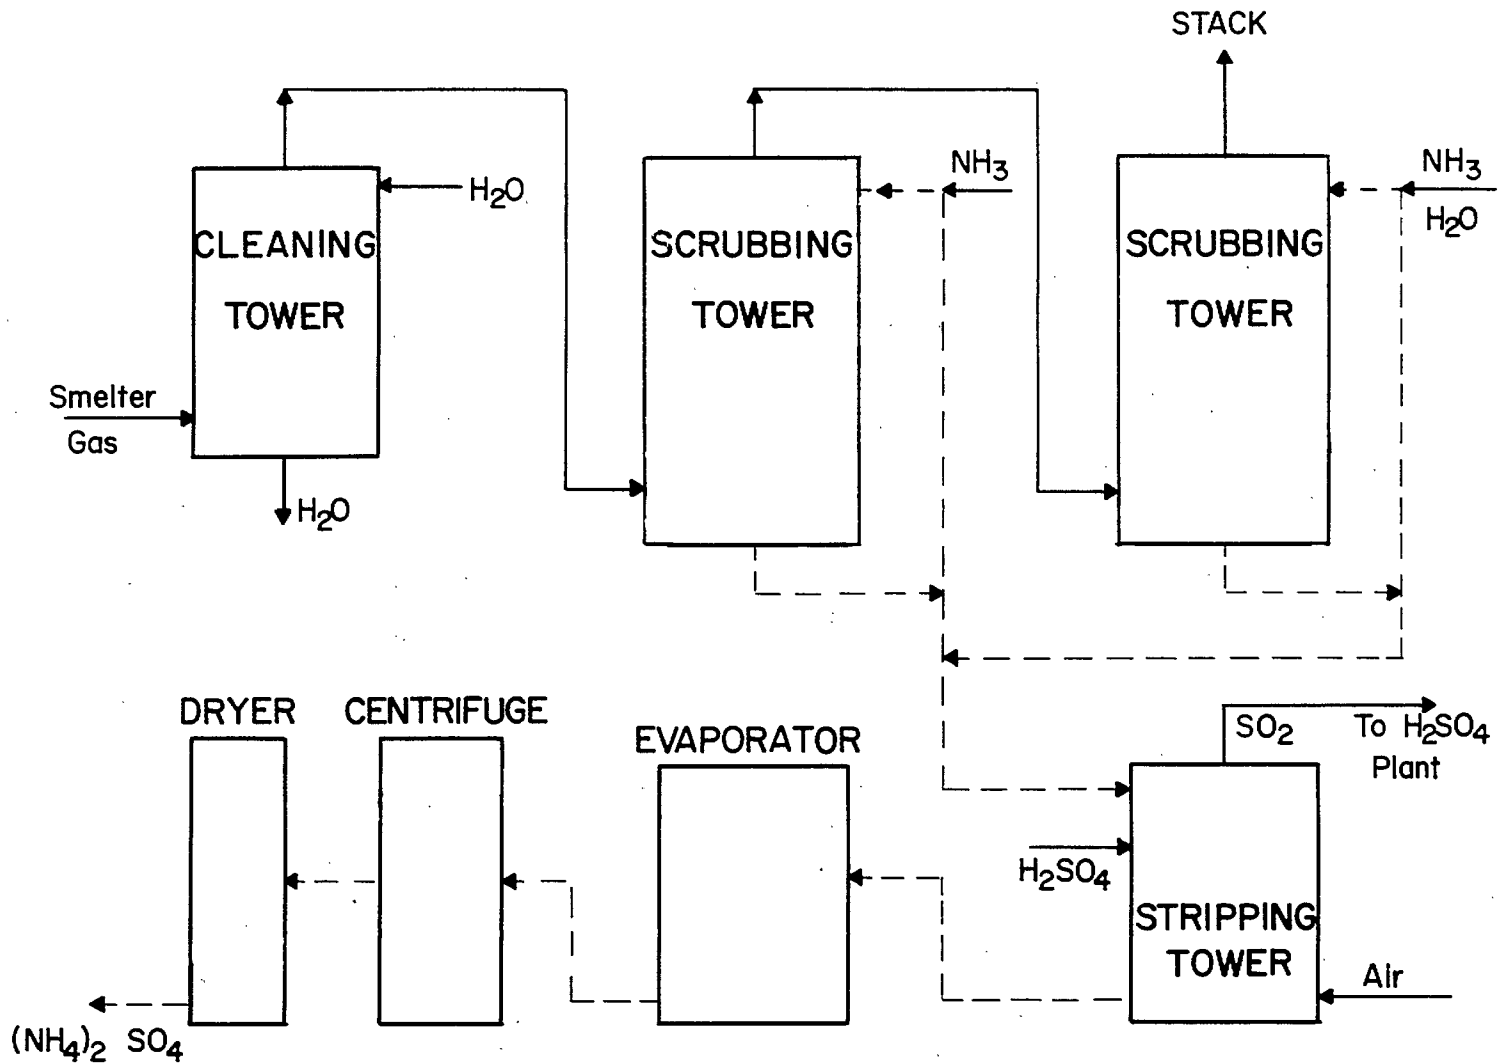 STACK
H₂O
NH₃
NH₃
H₂O
CLEANING
TOWER
SCRUBBING
TOWER
SCRUBBING
TOWER
Smelter
Gas
H₂O
DRYER
CENTRIFUGE
EVAPORATOR
SO₂
To H₂SO₄
Plant
H₂SO₄
STRIPPING
TOWER
Air
(NH₄)₂ SO₄